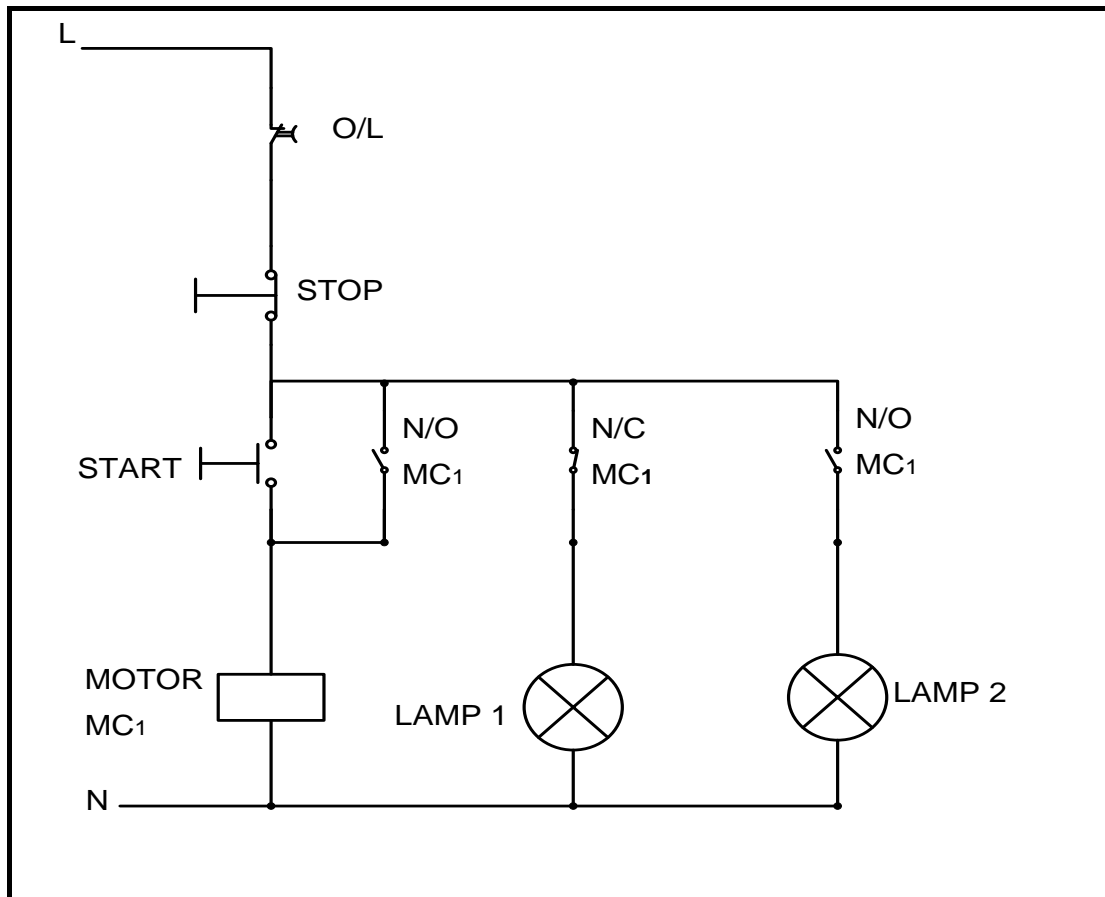 L
O/L
STOP
START
N/O
MC1
N/C
MC1
N/O
MC1
MOTOR
MC1
LAMP 1
LAMP 2
N